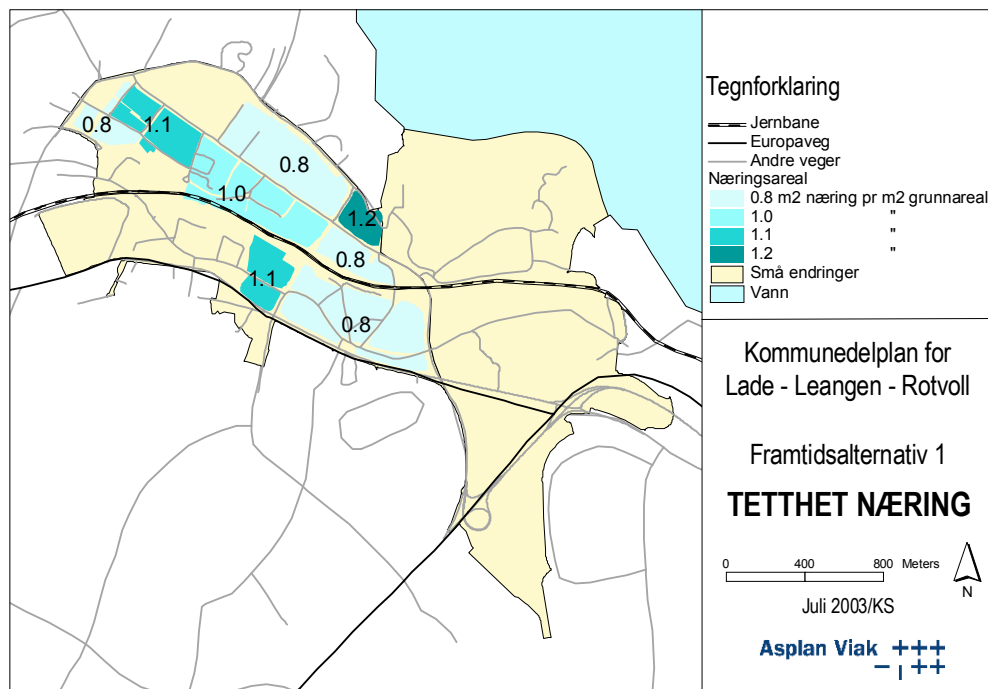 0.8
1.1
0.8
1.0
1.2
0.8
1.1
0.8
Tegnforklaring
Jernbane
Europaveg
Andre veger
Næringsareal
0.8 m2 næring pr m2 grunnareal
1.0 "
1.1 "
1.2 "
Små endringer
Vann
Kommunedelplan for
Lade - Leangen - Rotvoll
Framtidsalternativ 1
TETTHET NÆRING
0 400 800 Meters
N
Juli 2003/KS
Asplan Viak